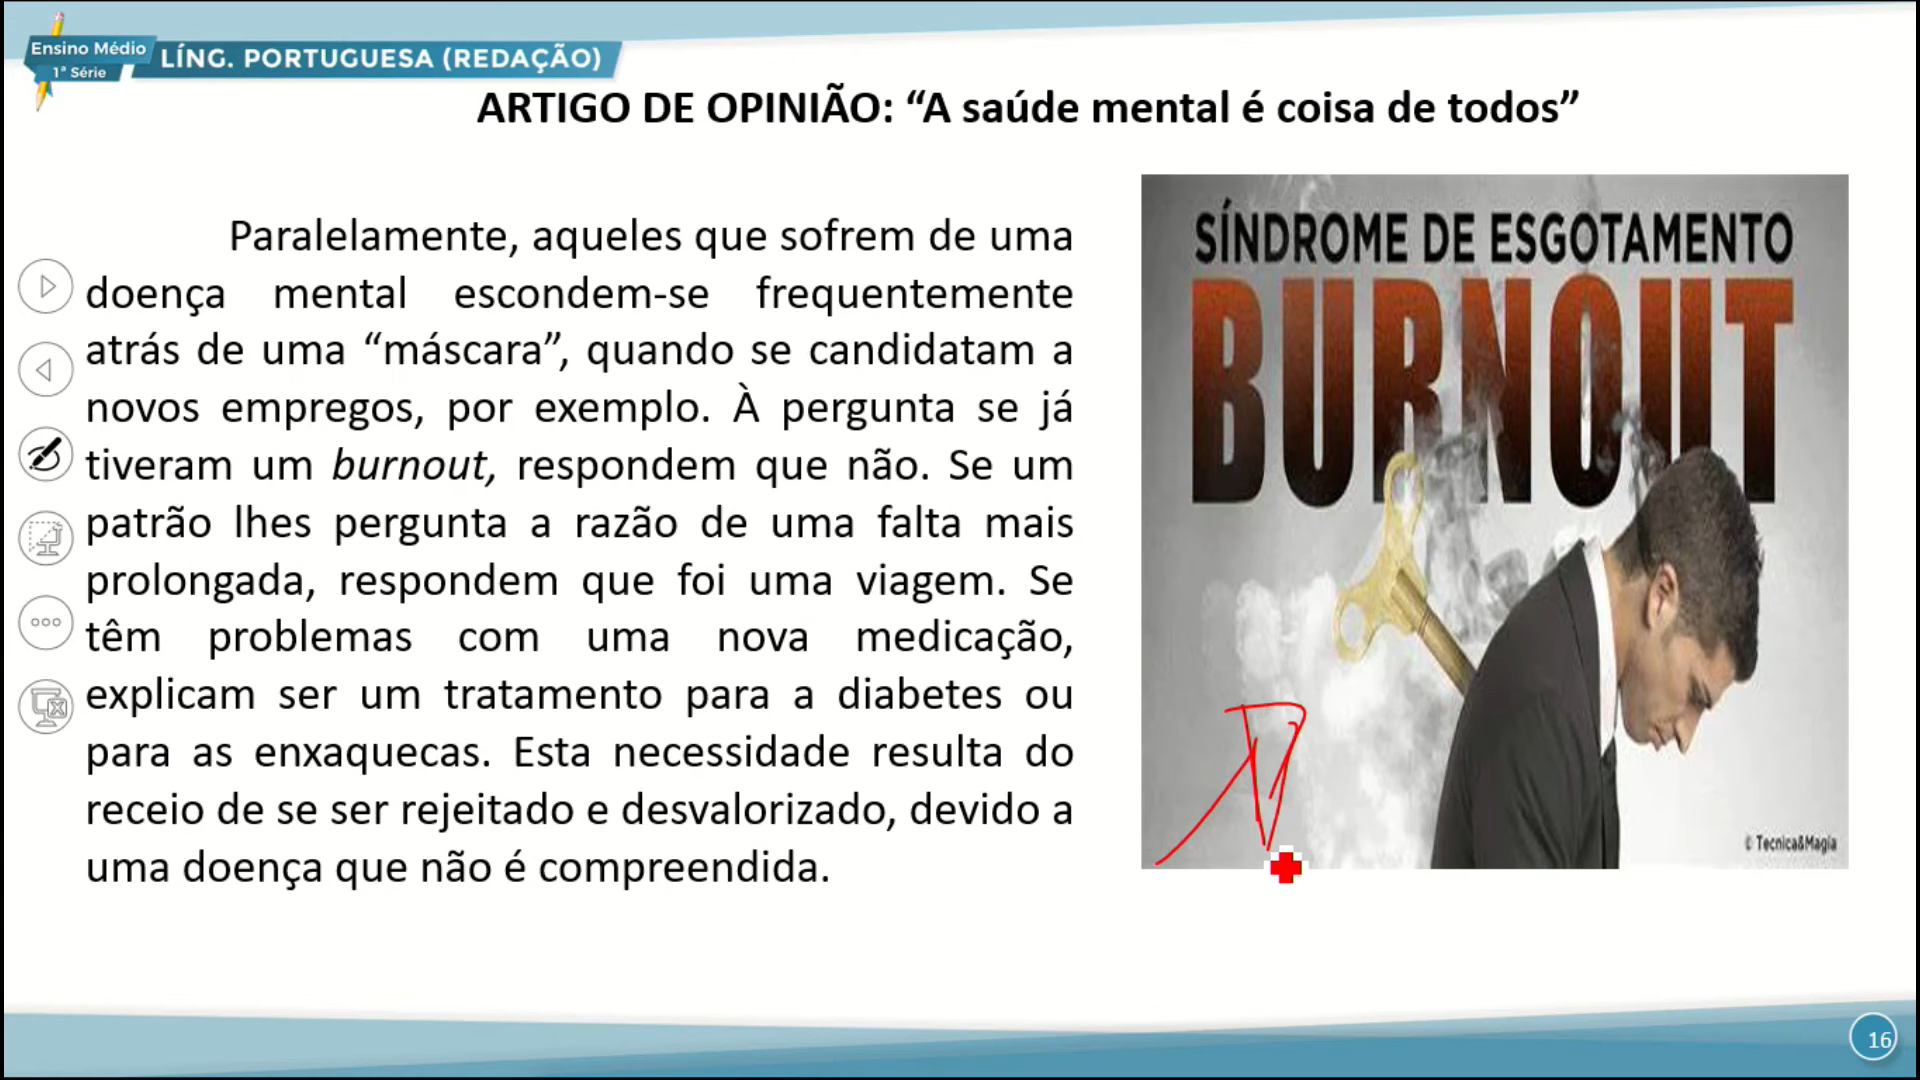 Ensino Médio
1ª Série
LÍNG. PORTUGUESA (REDAÇÃO)
ARTIGO DE OPINIÃO: “A saúde mental é coisa de todos”
Paralelamente, aqueles que sofrem de uma
doença mental escondem-se frequentemente
atrás de uma “máscara”, quando se candidatam a
novos empregos, por exemplo. À pergunta se já
tiveram um burnout, respondem que não. Se um
patrão lhes pergunta a razão de uma falta mais
prolongada, respondem que foi uma viagem. Se
têm problemas com uma nova medicação,
explicam ser um tratamento para a diabetes ou
para as enxaquecas. Esta necessidade resulta do
receio de se ser rejeitado e desvalorizado, devido a
uma doença que não é compreendida.
SÍNDROME DE ESGOTAMENTO
BURNOUT
© Tecnica&Magia
16